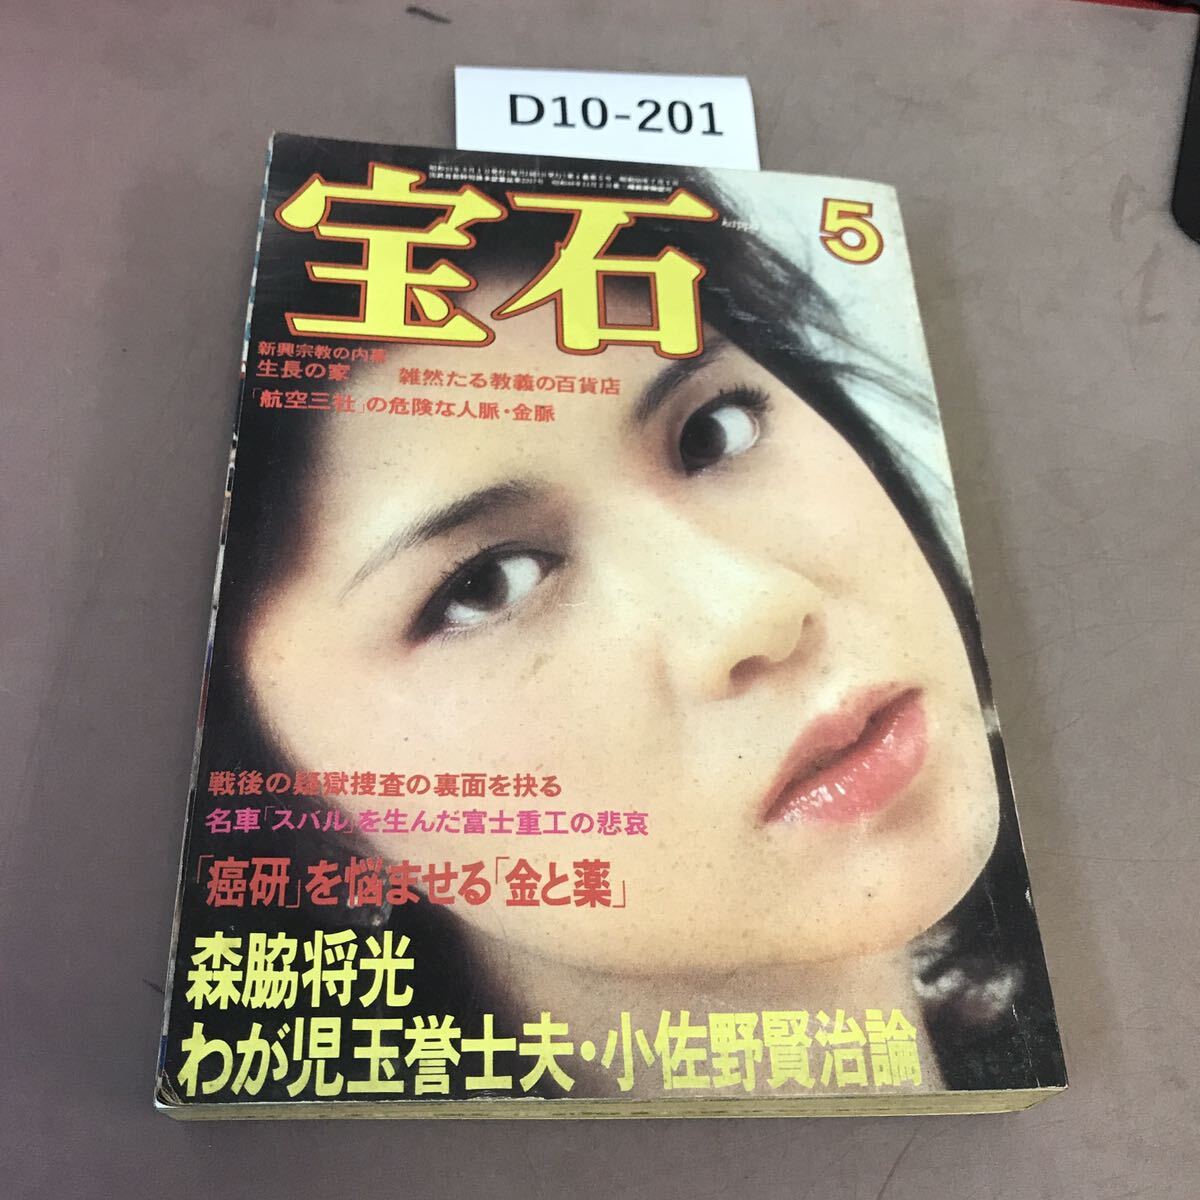 D10-201
宝石
kappa
5
新興宗教の内幕
生長の家 雑然たる教義の百貨店
「航空三社」の危険な人脈・金脈
戦後の疑獄捜査の裏面を抉る
名車「スバル」を生んだ富士重工の悲哀
「癌研」を悩ませる「金と薬」
森脇将光
わが児玉誉士夫・小佐野賢治論